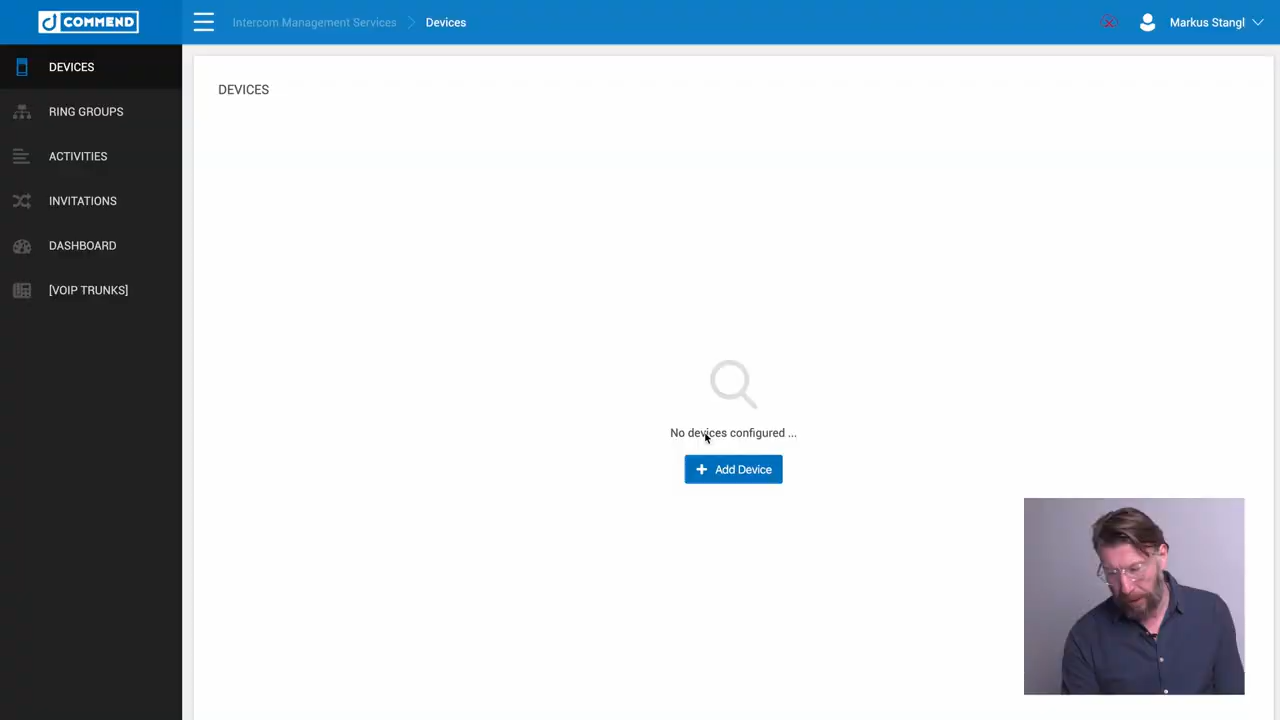 COMMEND
Intercom Management Services
Devices
Markus Stangl
DEVICES
RING GROUPS
ACTIVITIES
INVITATIONS
DASHBOARD
[VOIP TRUNKS]
DEVICES
No devices configured ...
+ Add Device